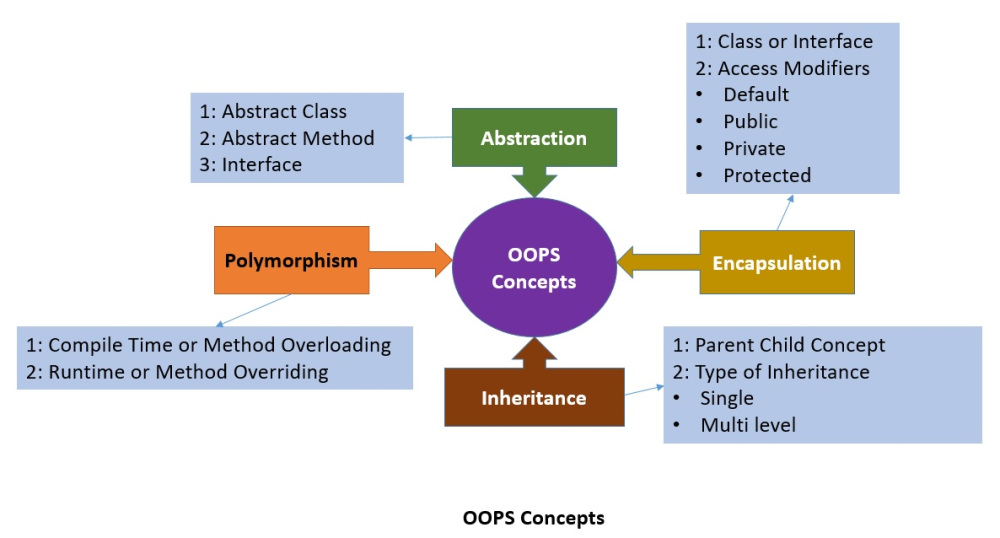 1: Class or Interface
2: Access Modifiers
• Default
• Public
• Private
• Protected
1: Abstract Class
2: Abstract Method
3: Interface
Abstraction
Polymorphism
OOPS
Concepts
Encapsulation
1: Compile Time or Method Overloading
2: Runtime or Method Overriding
Inheritance
1: Parent Child Concept
2: Type of Inheritance
• Single
• Multi level
OOPS Concepts